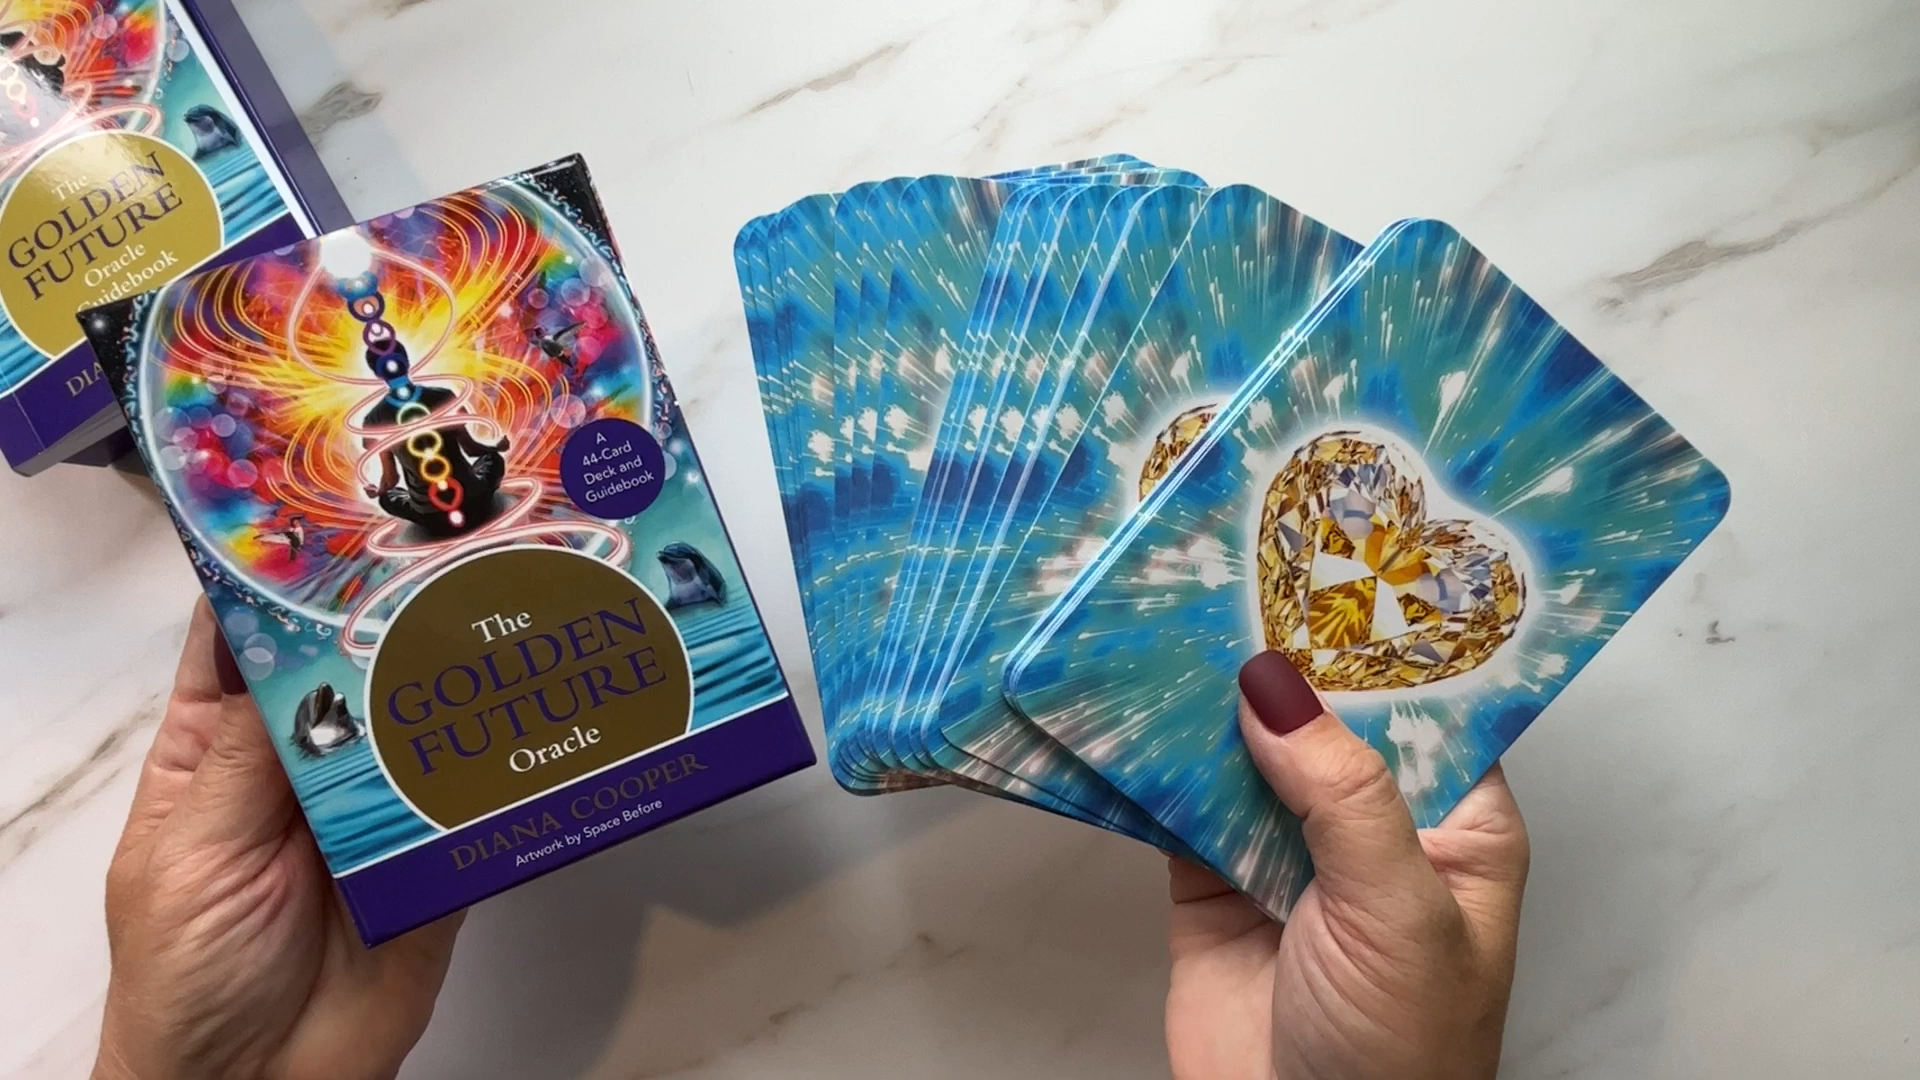 The
GOLDEN
FUTURE
Oracle
Guidebook
A
44-Card
Deck and
Guidebook
The
GOLDEN
FUTURE
Oracle
DIANA COOPER
Artwork by Space Before